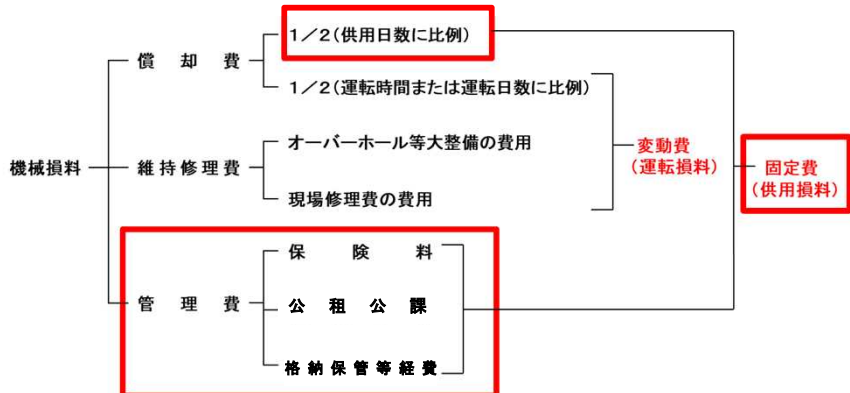 1／2（供用日数に比例）
償却費
1／2（運転時間または運転日数に比例）
オーバーホール等大整備の費用
変動費
（運転損料）
機械損料
維持修理費
固定費
（供用損料）
現場修理費の費用
保険料
管理費
公租公課
格納保管等経費